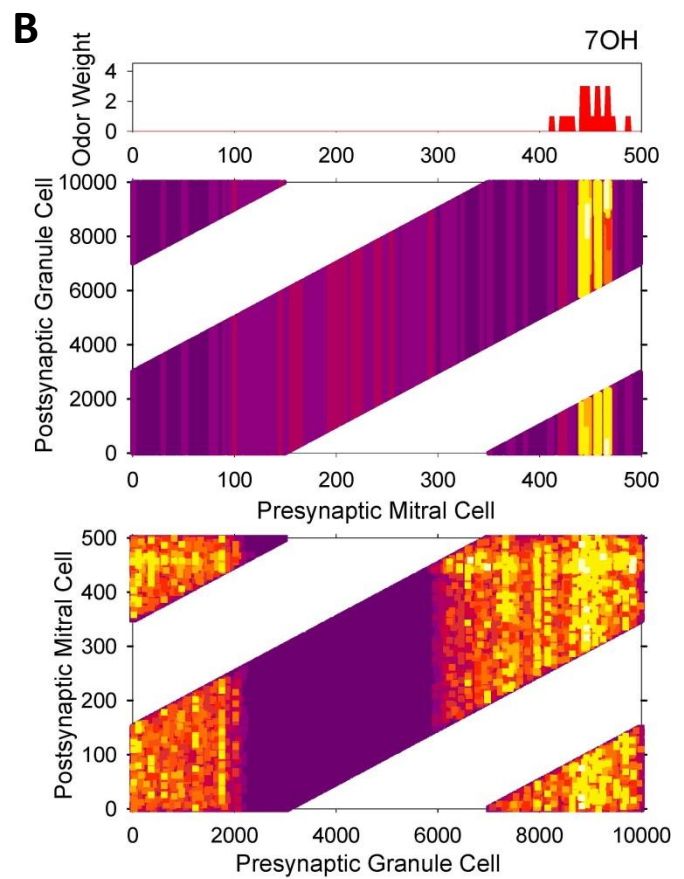 B
7OH
Odor Weight
4
2
0
0 100 200 300 400 500
Postsynaptic Granule Cell
10000
8000
6000
4000
2000
0
0 100 200 300 400 500
Presynaptic Mitral Cell
Postsynaptic Mitral Cell
500
400
300
200
100
0
0 2000 4000 6000 8000 10000
Presynaptic Granule Cell